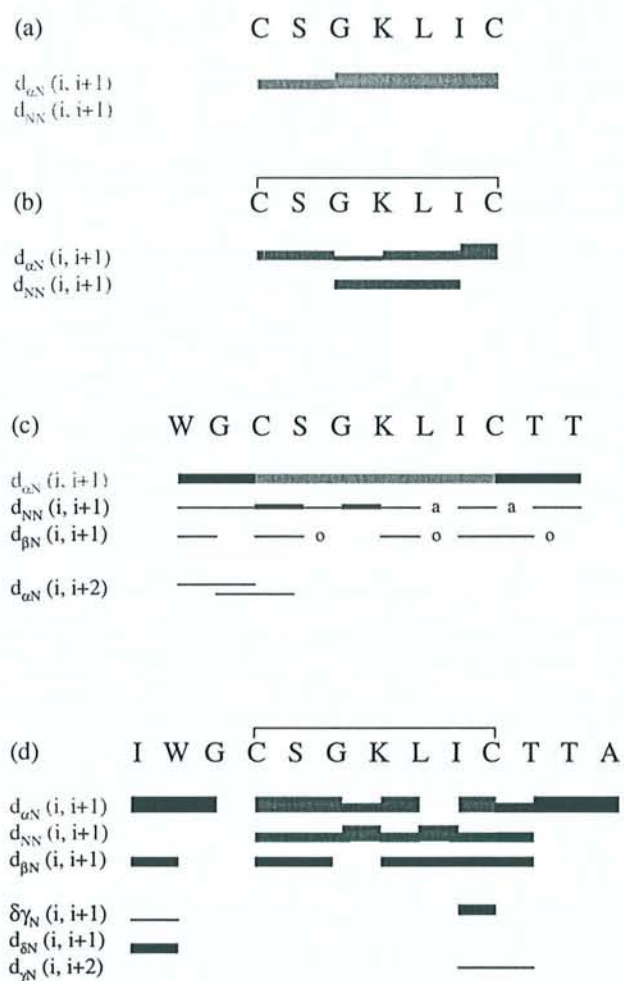 (a) C S G K L I C
dαN (i, i+1)
dNN (i, i+1)
(b) C S G K L I C
dαN (i, i+1)
dNN (i, i+1)
(c) W G C S G K L I C T T
dαN (i, i+1)
dNN (i, i+1) a a
dβN (i, i+1) o o o
dαN (i, i+2)
(d) I W G C S G K L I C T T A
dαN (i, i+1)
dNN (i, i+1)
dβN (i, i+1)
δγN (i, i+1)
dδN (i, i+1)
dγN (i, i+2)